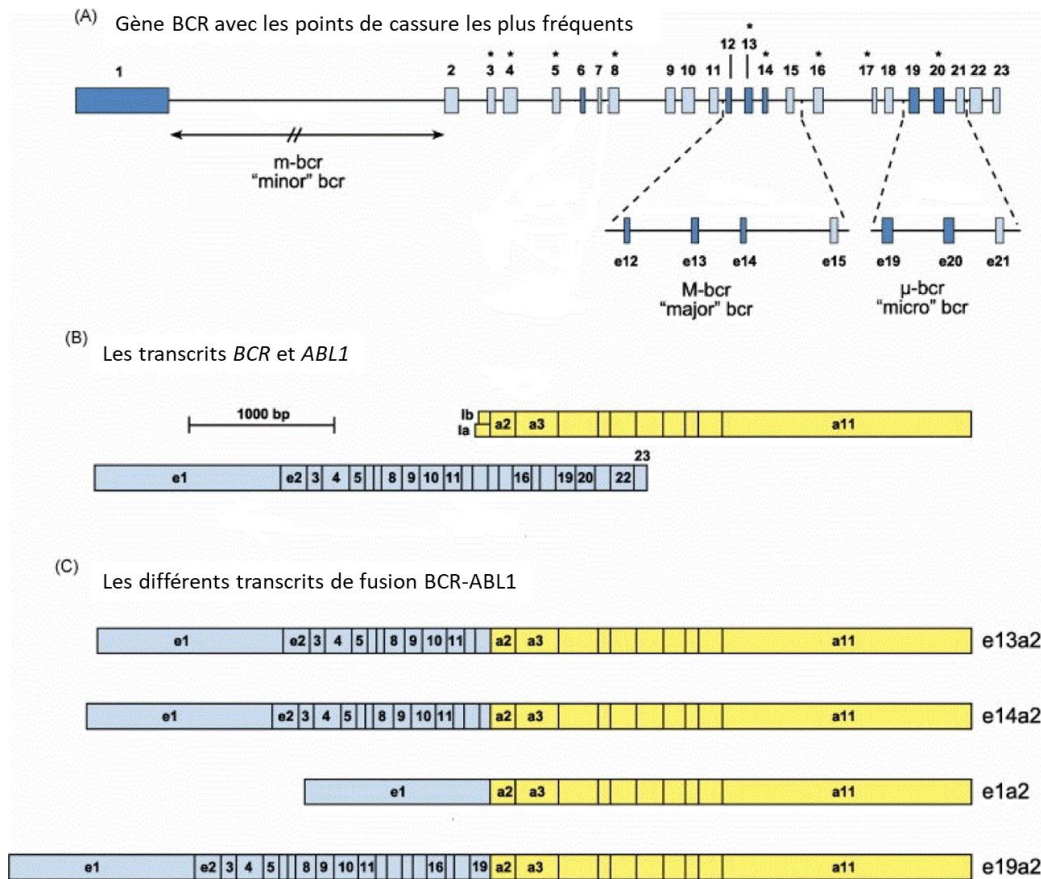 (A) Gène BCR avec les points de cassure les plus fréquents
12 13*
1 2 3* 4* 5* 6 7 8* 9 10 11 14* 15 16* 17* 18 19 20* 21 22 23
m-bcr
“minor” bcr
e12 e13 e14 e15
M-bcr
“major” bcr
e19 e20 e21
µ-bcr
“micro” bcr
(B) Les transcrits BCR et ABL1
1000 bp
Ib
Ia
a2 a3 a11
23
e1 e2 3 4 5 8 9 10 11 16 19 20 22
(C) Les différents transcrits de fusion BCR-ABL1
e1 e2 3 4 5 8 9 10 11 a2 a3 a11 e13a2
e1 e2 3 4 5 8 9 10 11 a2 a3 a11 e14a2
e1 a2 a3 a11 e1a2
e1 e2 3 4 5 8 9 10 11 16 19 a2 a3 a11 e19a2